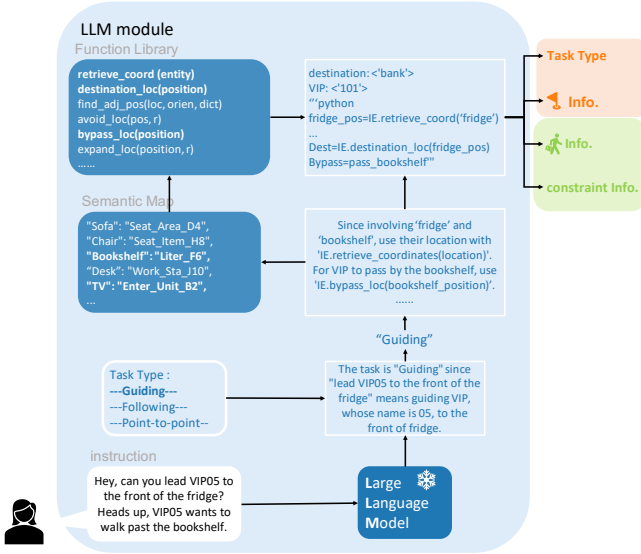 LLM module
Function Library
retrieve_coord (entity)
destination_loc(position)
find_adj_pos(loc, orien, dict)
avoid_loc(pos, r)
bypass_loc(position)
expand_loc(position, r)
......
destination: <'bank'>
VIP: <'101'>
“‘python
fridge_pos=IE.retrieve_coord(‘fridge’)
...
Dest=IE.destination_loc(fridge_pos)
Bypass=pass_bookshelf’”
Task Type
Info.
Info.
constraint Info.
Semantic Map
"Sofa": "Seat_Area_D4",
"Chair": "Seat_Item_H8",
"Bookshelf": "Liter_F6",
“Desk”: "Work_Sta_J10",
"TV": "Enter_Unit_B2",
...
Since involving ‘fridge’ and
‘bookshelf’, use their location with
'IE.retrieve_coordinates(location)'.
For VIP to pass by the bookshelf, use
'IE.bypass_loc(bookshelf_position)’.
......
“Guiding”
Task Type :
---Guiding---
---Following---
---Point-to-point--
The task is "Guiding" since
"lead VIP05 to the front of the
fridge" means guiding VIP,
whose name is 05, to the
front of fridge.
instruction
Hey, can you lead VIP05 to
the front of the fridge?
Heads up, VIP05 wants to
walk past the bookshelf.
Large
Language
Model